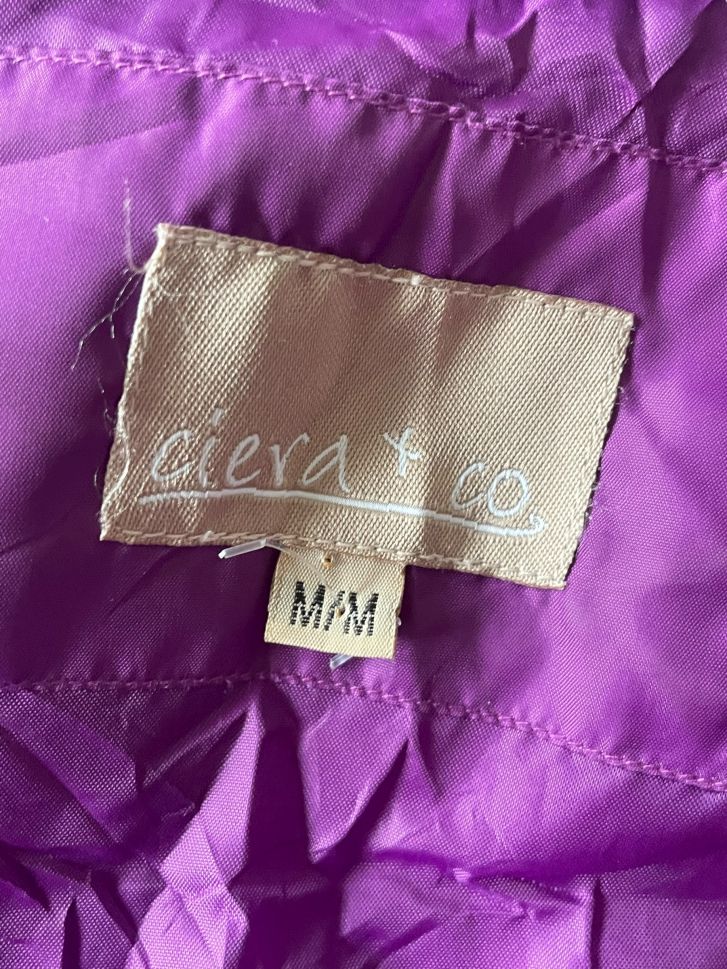 ciera + co.
M/M